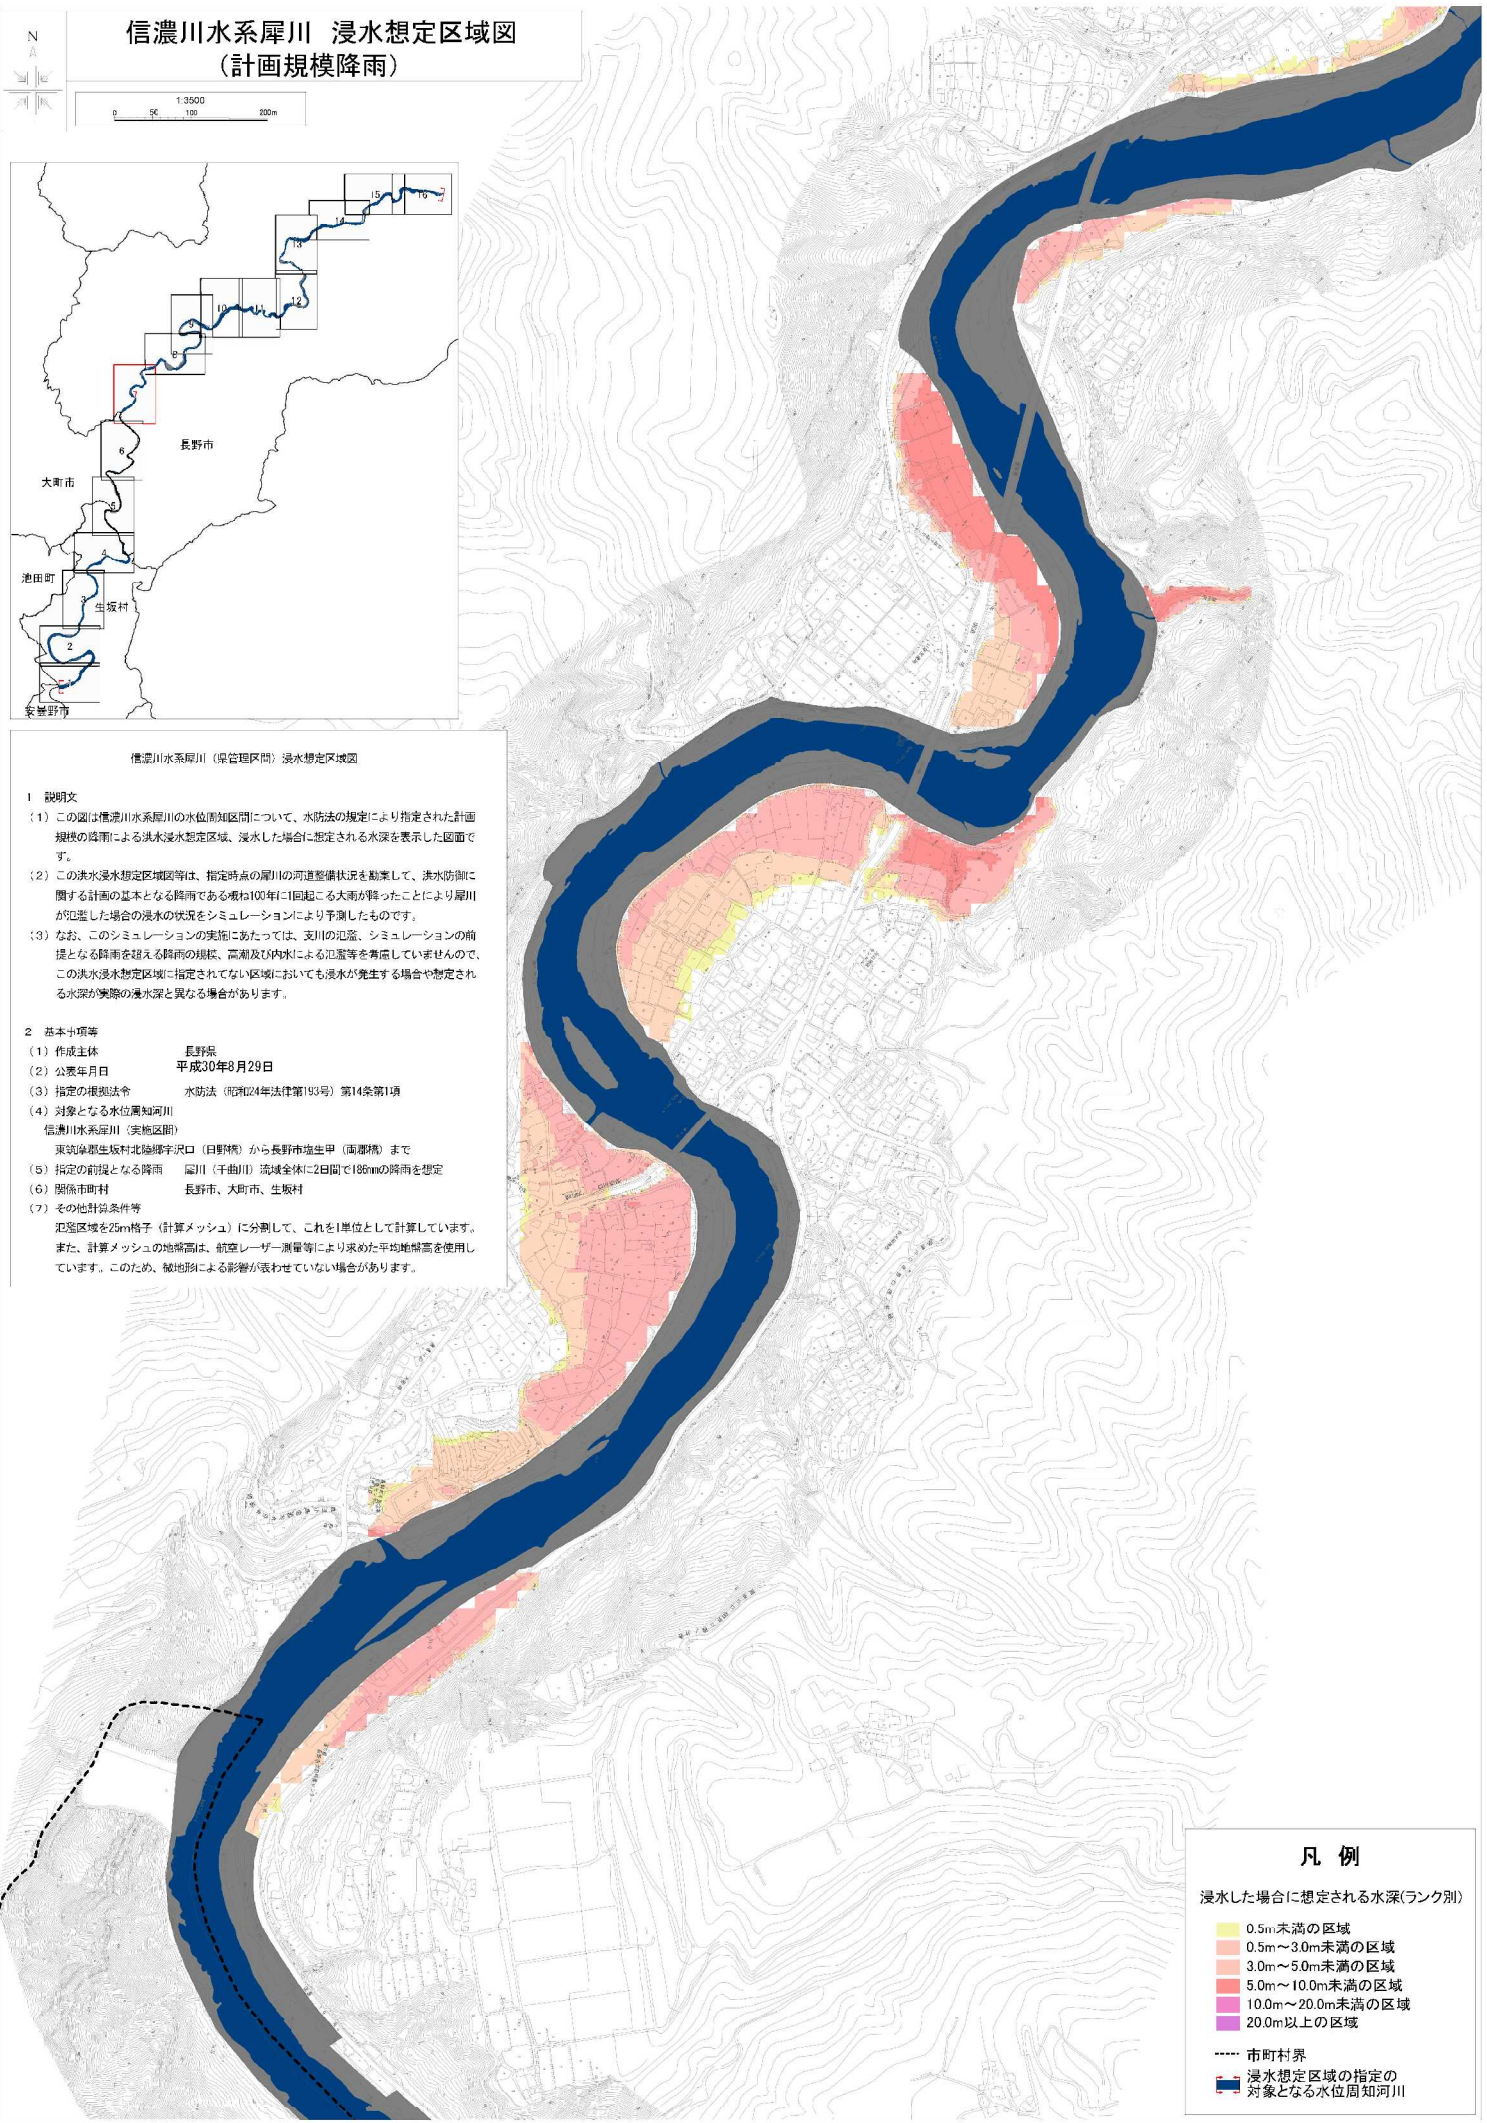 信濃川水系犀川 浸水想定区域図
(計画規模降雨)
N
1:3500
0 50 100 200m
15
16
14
13
12
10
11
9
8
7
6
長野市
大町市
5
4
池田町
3
生坂村
2
1
安曇野市
信濃川水系犀川（県管理区間）浸水想定区域図
1 説明文
（1）この図は信濃川水系犀川の水位周知区間について、水防法の規定により指定された計画
規模の降雨による洪水浸水想定区域、浸水した場合に想定される水深を表示した図面で
す。
（2）この洪水浸水想定区域図等は、指定時点の犀川の河道整備状況を勘案して、洪水防御に
関する計画の基本となる降雨である概ね100年に1回起こる大雨が降ったことにより犀川
が氾濫した場合の浸水の状況をシミュレーションにより予測したものです。
（3）なお、このシミュレーションの実施にあたっては、支川の氾濫、シミュレーションの前
提となる降雨を超える降雨の規模、高潮及び内水による氾濫等を考慮していませんので、
この洪水浸水想定区域に指定されてない区域においても浸水が発生する場合や想定され
る水深が実際の浸水深と異なる場合があります。
2 基本事項等
（1）作成主体 長野県
（2）公表年月日 平成30年8月29日
（3）指定の根拠法令 水防法（昭和24年法律第193号）第14条第1項
（4）対象となる水位周知河川
信濃川水系犀川（実施区間）
東筑摩郡生坂村北陸郷字沢口（日野橋）から長野市塩生甲（両郡橋）まで
（5）指定の前提となる降雨 犀川（千曲川）流域全体に2日間で186mmの降雨を想定
（6）関係市町村 長野市、大町市、生坂村
（7）その他計算条件等
氾濫区域を25m格子（計算メッシュ）に分割して、これを1単位として計算しています。
また、計算メッシュの地盤高は、航空レーザー測量等により求めた平均地盤高を使用し
ています。このため、微地形による影響が表わせていない場合があります。
凡 例
浸水した場合に想定される水深(ランク別)
0.5m未満の区域
0.5m～3.0m未満の区域
3.0m～5.0m未満の区域
5.0m～10.0m未満の区域
10.0m～20.0m未満の区域
20.0m以上の区域
市町村界
浸水想定区域の指定の
対象となる水位周知河川